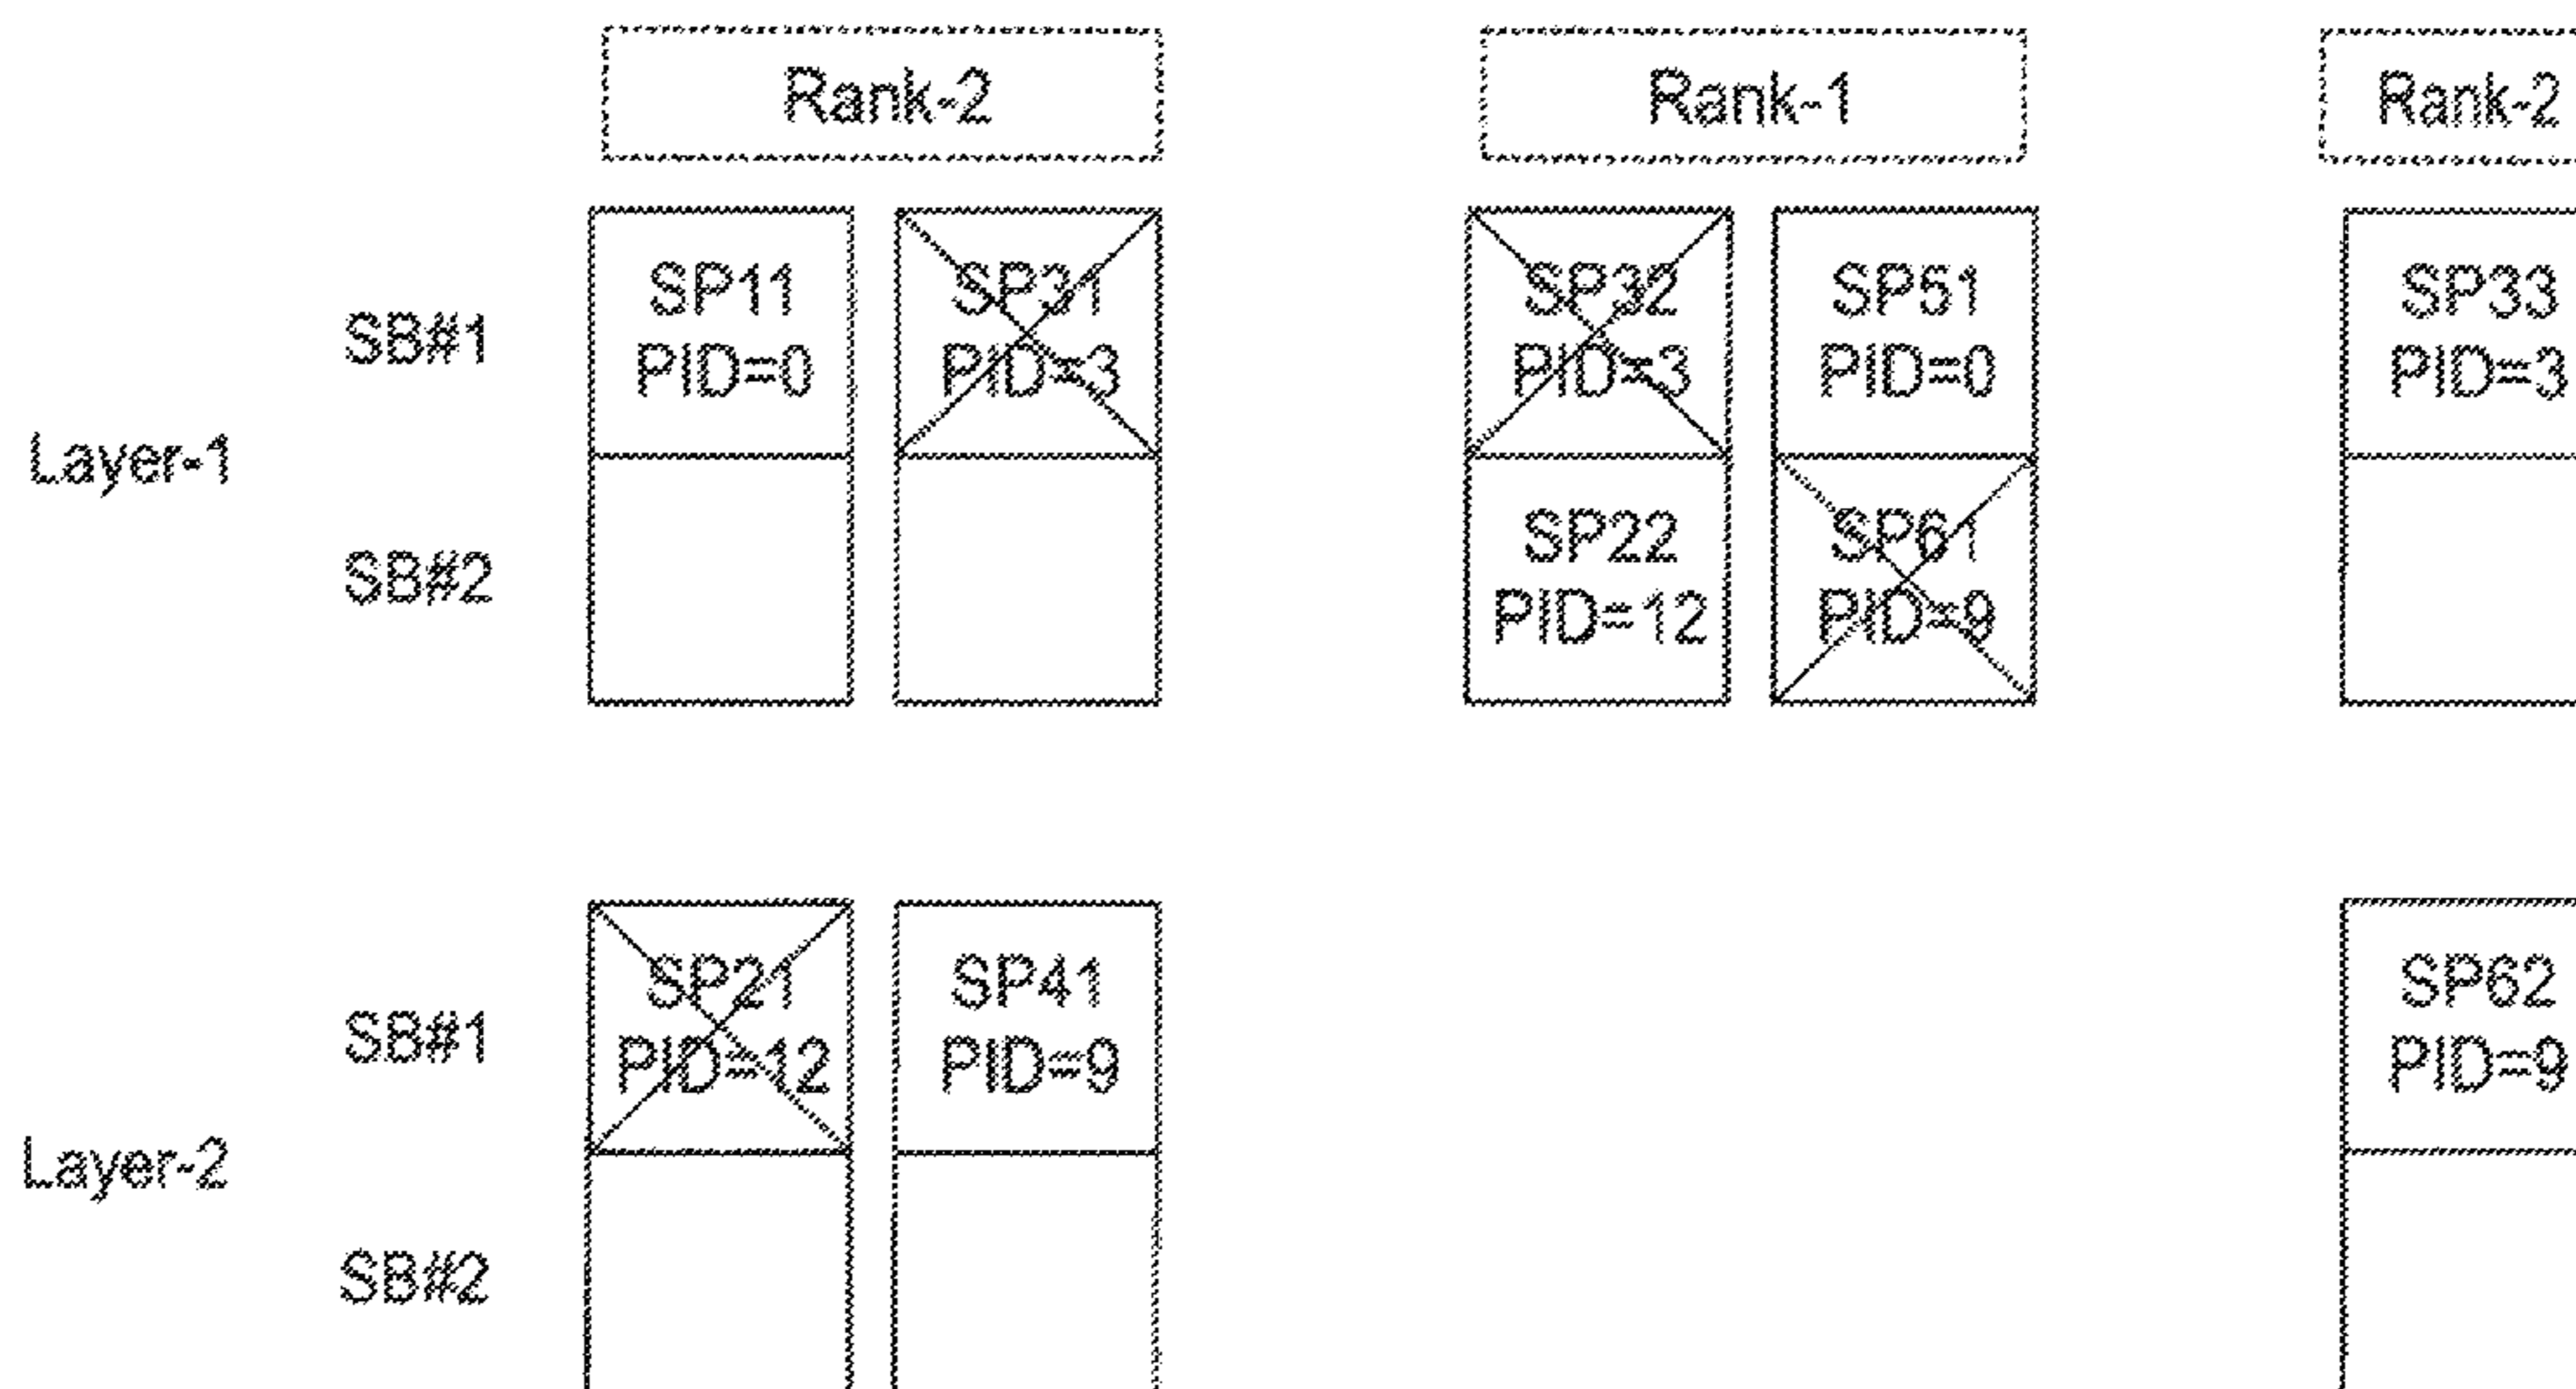 Rank-2
Rank-1
Rank-2
Layer-1
SB#1
SP11
PID=0
SP31
PID=3
SP32
PID=3
SP51
PID=0
SP33
PID=3
SB#2
SP22
PID=12
SP61
PID=9
Layer-2
SB#1
SP21
PID=12
SP41
PID=9
SP62
PID=9
SB#2